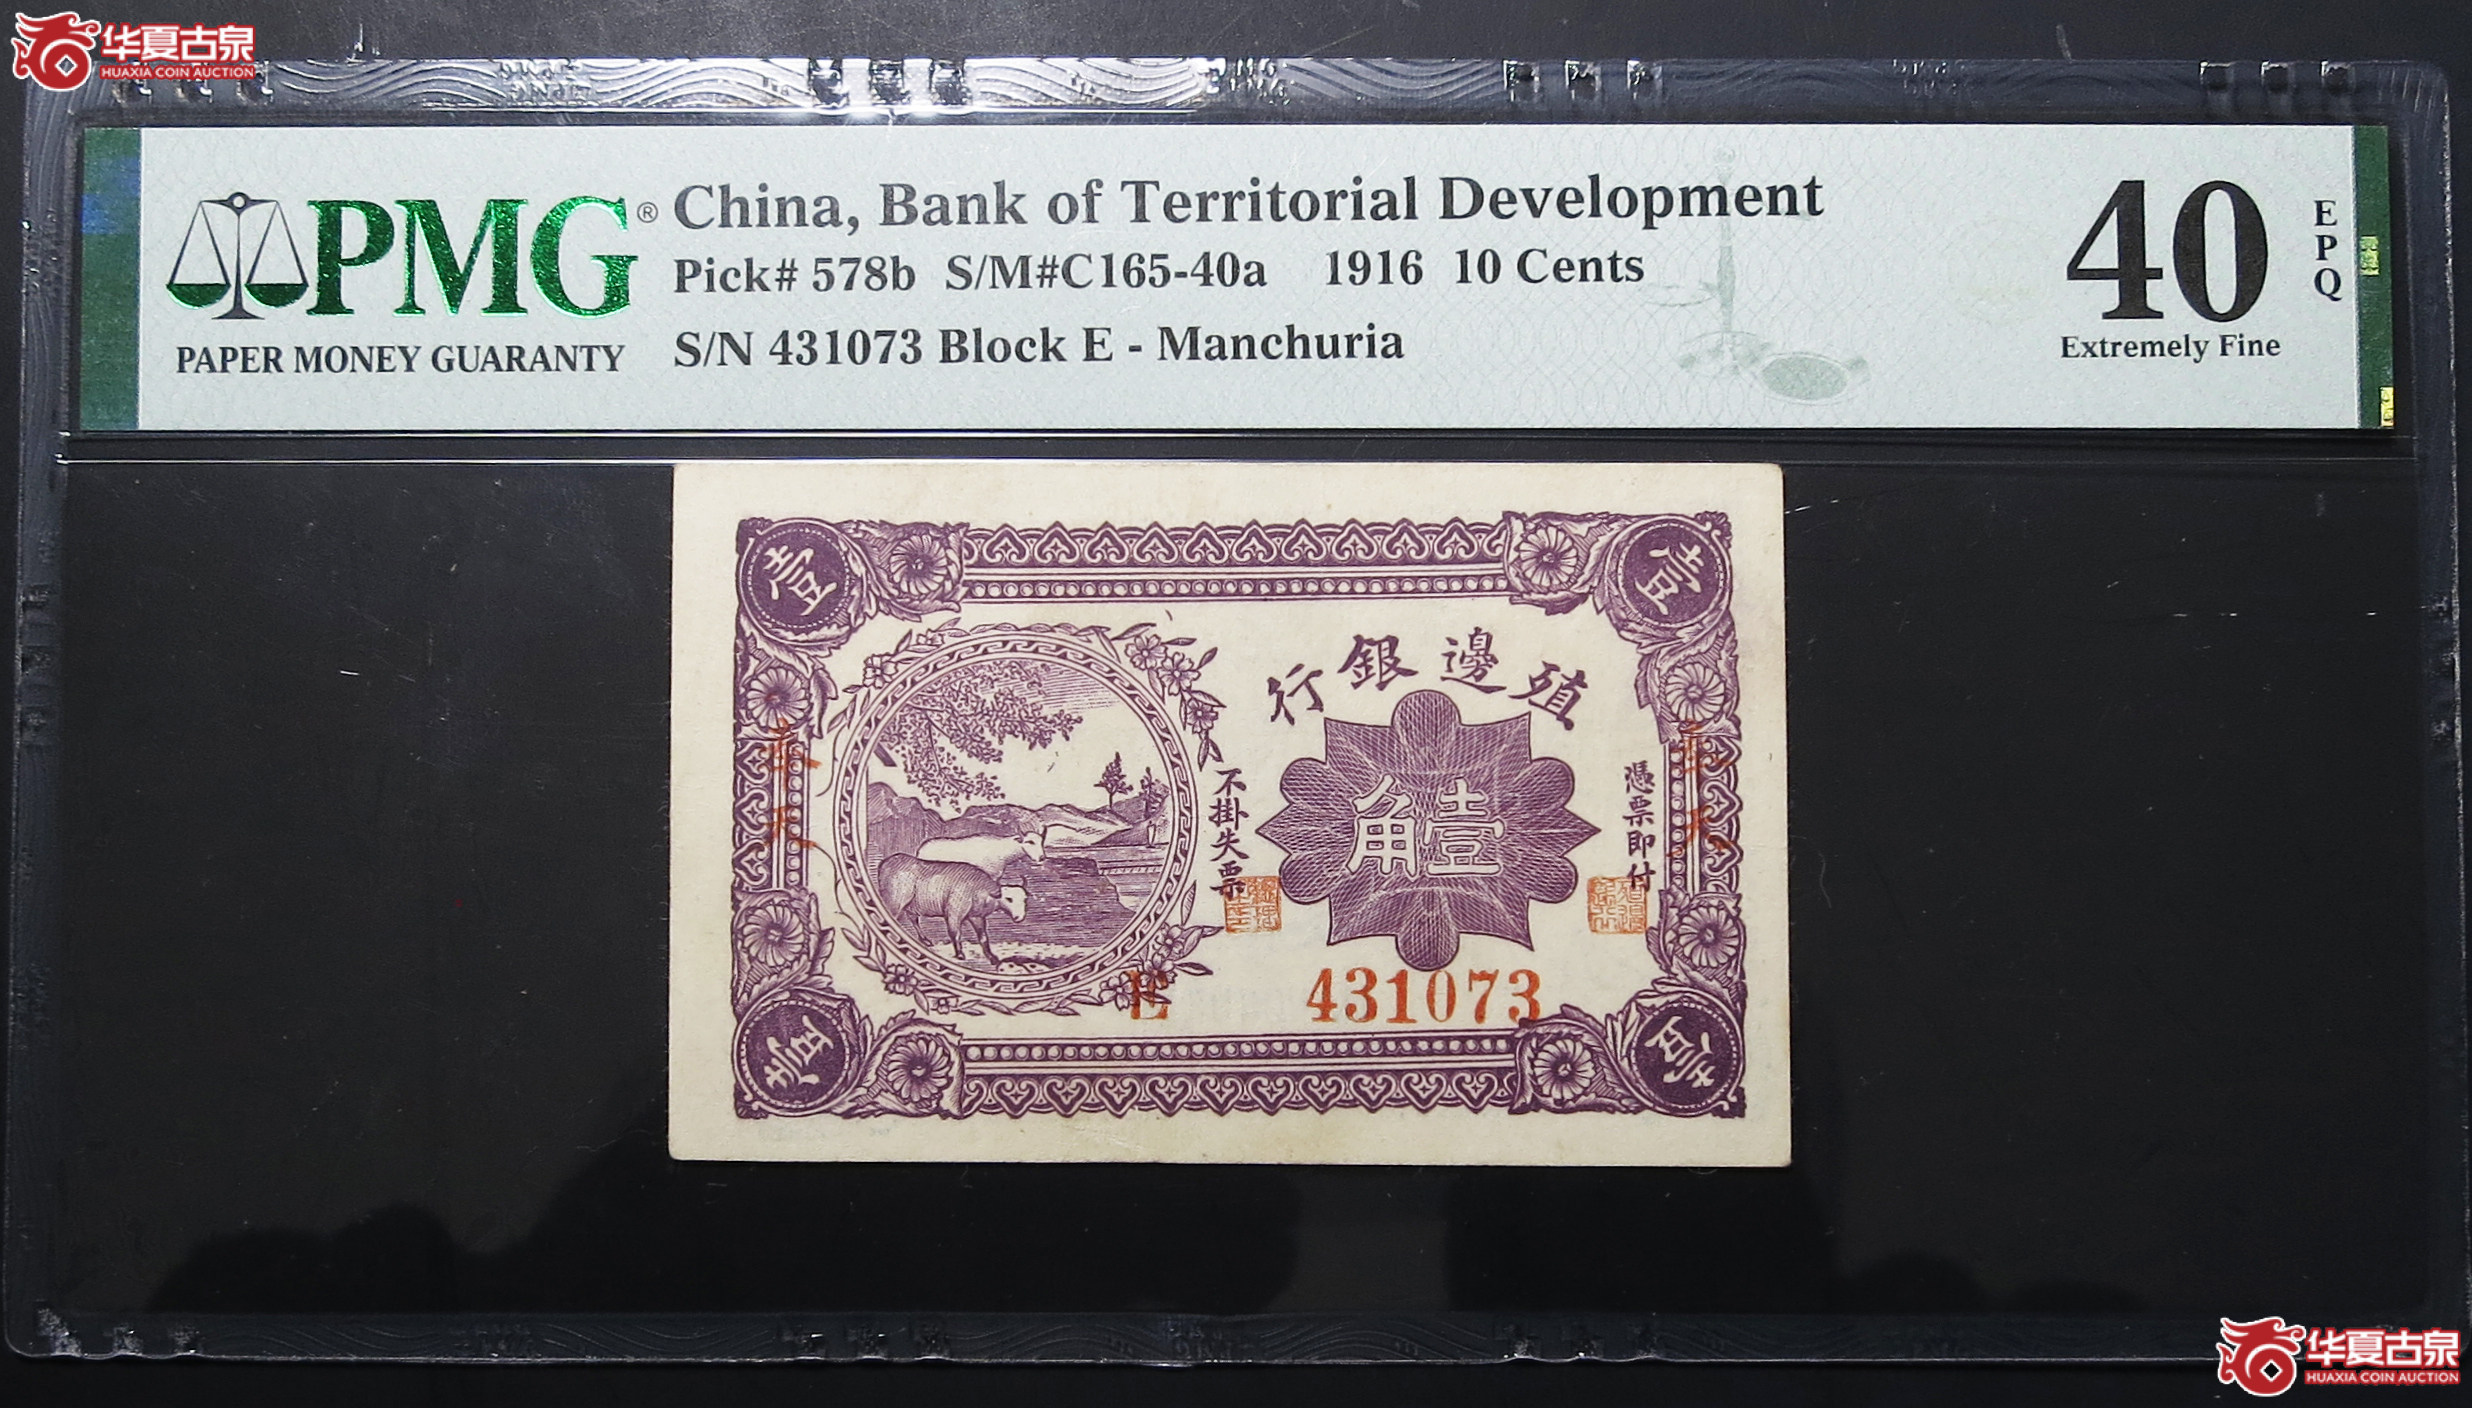 华夏古泉
HUAXIA COIN AUCTION
PMG®
PAPER MONEY GUARANTY
China, Bank of Territorial Development
Pick# 578b S/M#C165-40a 1916 10 Cents
S/N 431073 Block E - Manchuria
40
Extremely Fine
EPQ
壹
壹
殖邊銀行
壹角
憑票即付
不掛失票
奉天
奉天
E 431073
壹
壹
华夏古泉
HUAXIA COIN AUCTION